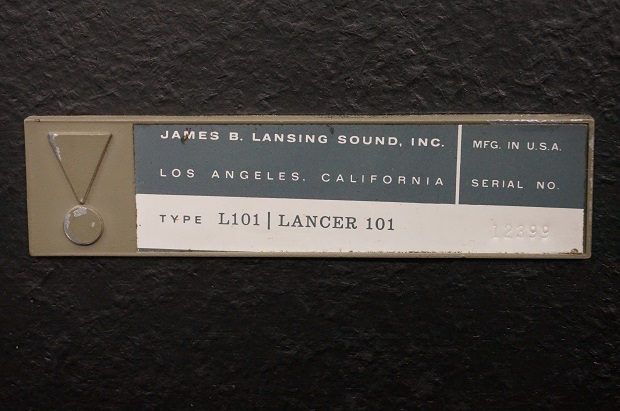 JAMES B. LANSING SOUND, INC.
LOS ANGELES, CALIFORNIA
MFG. IN U.S.A.
SERIAL NO.
TYPE L101 | LANCER 101
12399